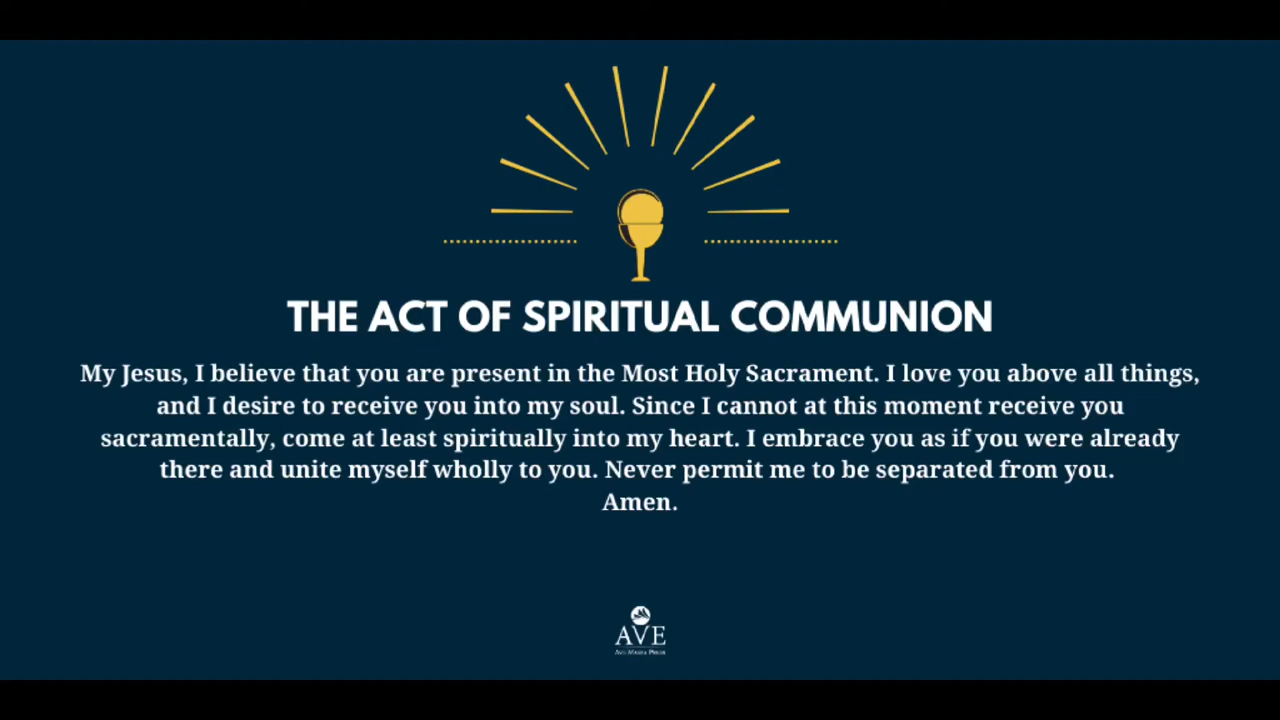 THE ACT OF SPIRITUAL COMMUNION
My Jesus, I believe that you are present in the Most Holy Sacrament. I love you above all things,
and I desire to receive you into my soul. Since I cannot at this moment receive you
sacramentally, come at least spiritually into my heart. I embrace you as if you were already
there and unite myself wholly to you. Never permit me to be separated from you.
Amen.
AVE
Ave Maria Press